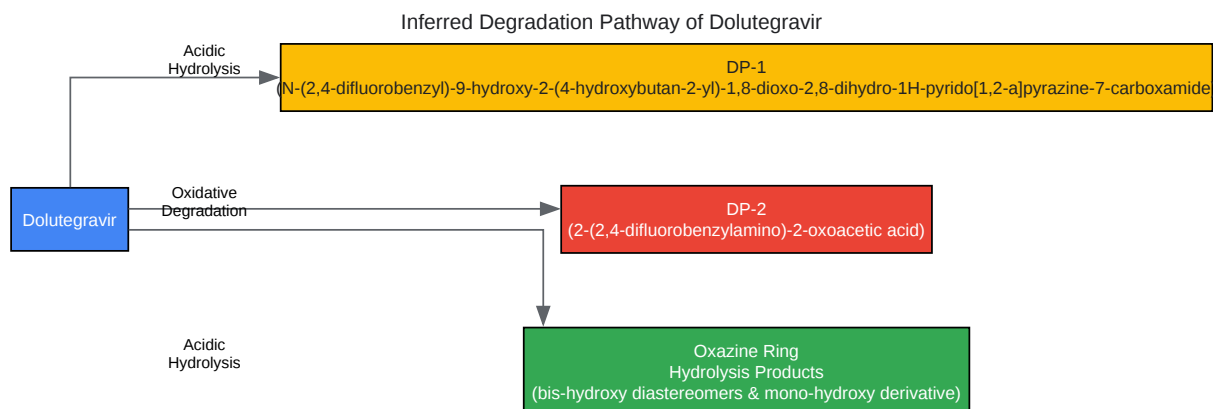 Inferred Degradation Pathway of Dolutegravir
Acidic
Hydrolysis
DP-1
(N-(2,4-difluorobenzyl)-9-hydroxy-2-(4-hydroxybutan-2-yl)-1,8-dioxo-2,8-dihydro-1H-pyrido[1,2-a]pyrazine-7-carboxamide)
Dolutegravir
Oxidative
Degradation
DP-2
(2-(2,4-difluorobenzylamino)-2-oxoacetic acid)
Acidic
Hydrolysis
Oxazine Ring
Hydrolysis Products
(bis-hydroxy diastereomers & mono-hydroxy derivative)